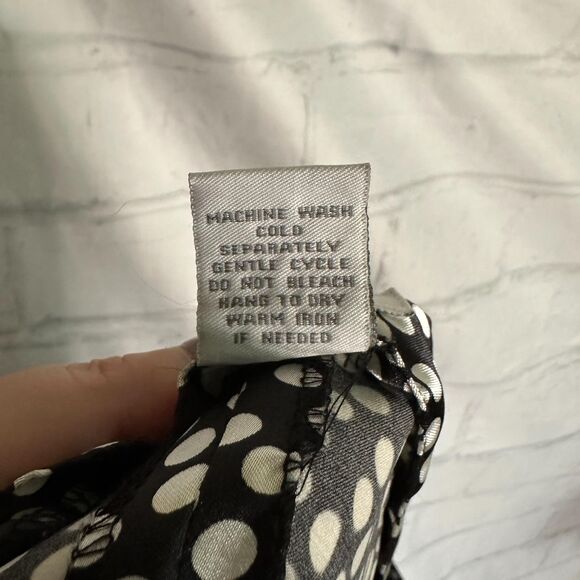 MACHINE WASH
COLD
SEPARATELY
GENTLE CYCLE
DO NOT BLEACH
HANG TO DRY
WARM IRON
IF NEEDED